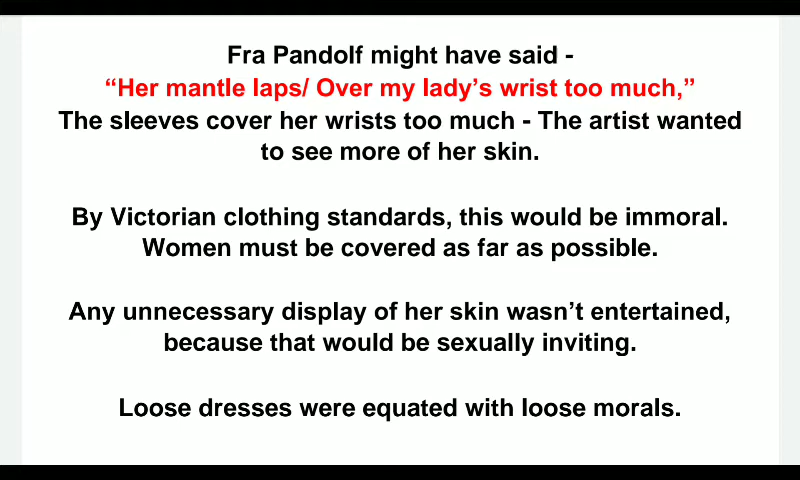 Fra Pandolf might have said -
“Her mantle laps/ Over my lady’s wrist too much,”
The sleeves cover her wrists too much - The artist wanted
to see more of her skin.
By Victorian clothing standards, this would be immoral.
Women must be covered as far as possible.
Any unnecessary display of her skin wasn’t entertained,
because that would be sexually inviting.
Loose dresses were equated with loose morals.